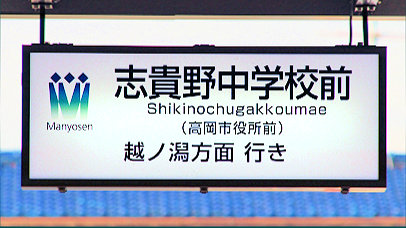 志貴野中学校前
Shikinochugakkoumae
(高岡市役所前)
越ノ潟方面 行き
Manyosen